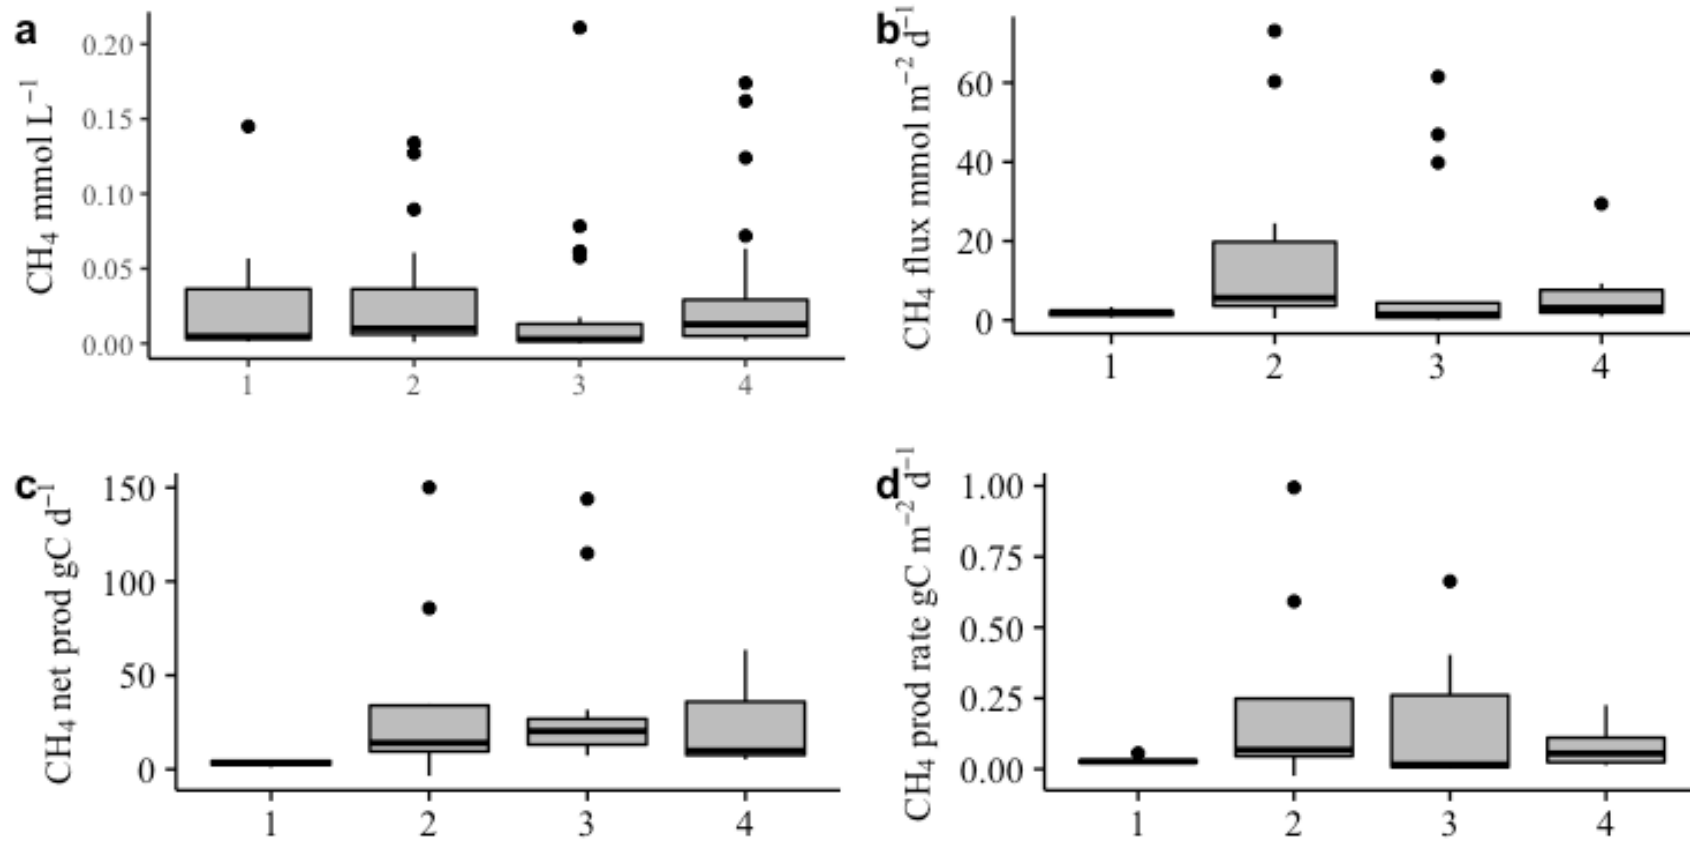 a
CH₄ mmol L⁻¹
0.20
0.15
0.10
0.05
0.00
1 2 3 4
b
CH₄ flux mmol m⁻² d⁻¹
60
40
20
0
1 2 3 4
c
CH₄ net prod gC d⁻¹
150
100
50
0
1 2 3 4
d
CH₄ prod rate gC m⁻² d⁻¹
1.00
0.75
0.50
0.25
0.00
1 2 3 4